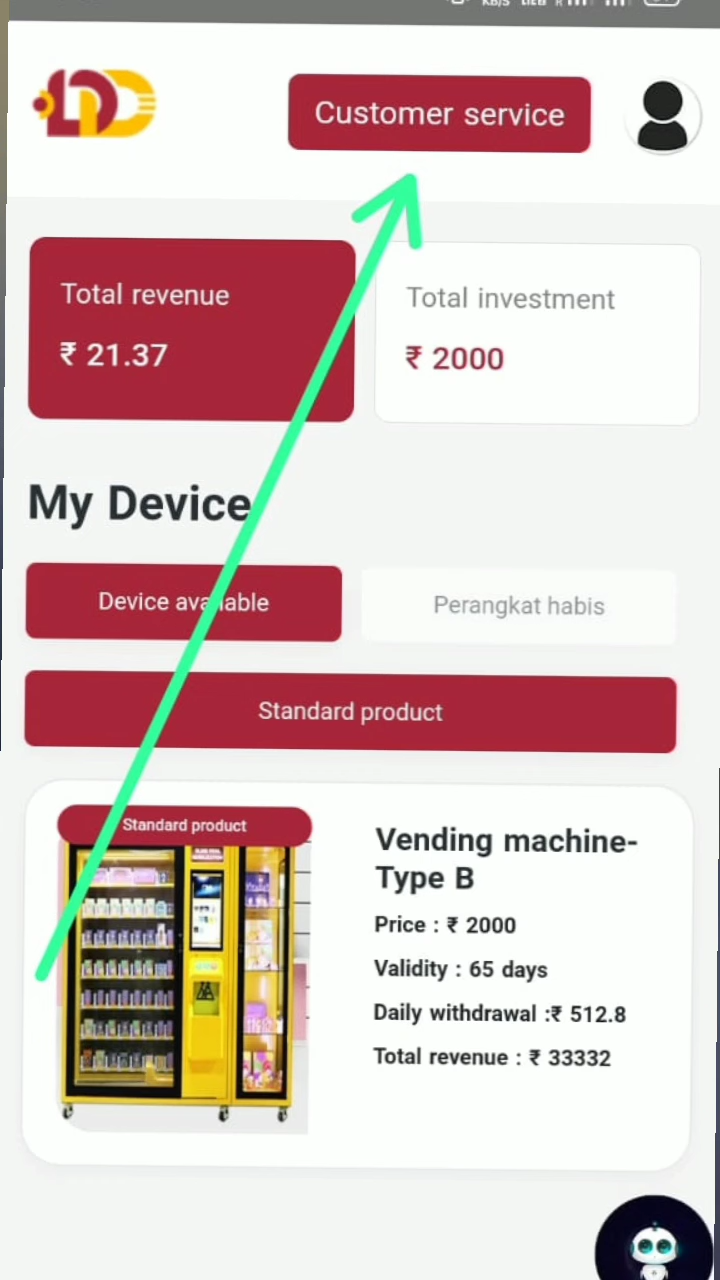 KB/S
Customer service
Total revenue
₹ 21.37
Total investment
₹ 2000
My Device
Device available
Perangkat habis
Standard product
Standard product
Vending machine-
Type B
Price : ₹ 2000
Validity : 65 days
Daily withdrawal :₹ 512.8
Total revenue : ₹ 33332